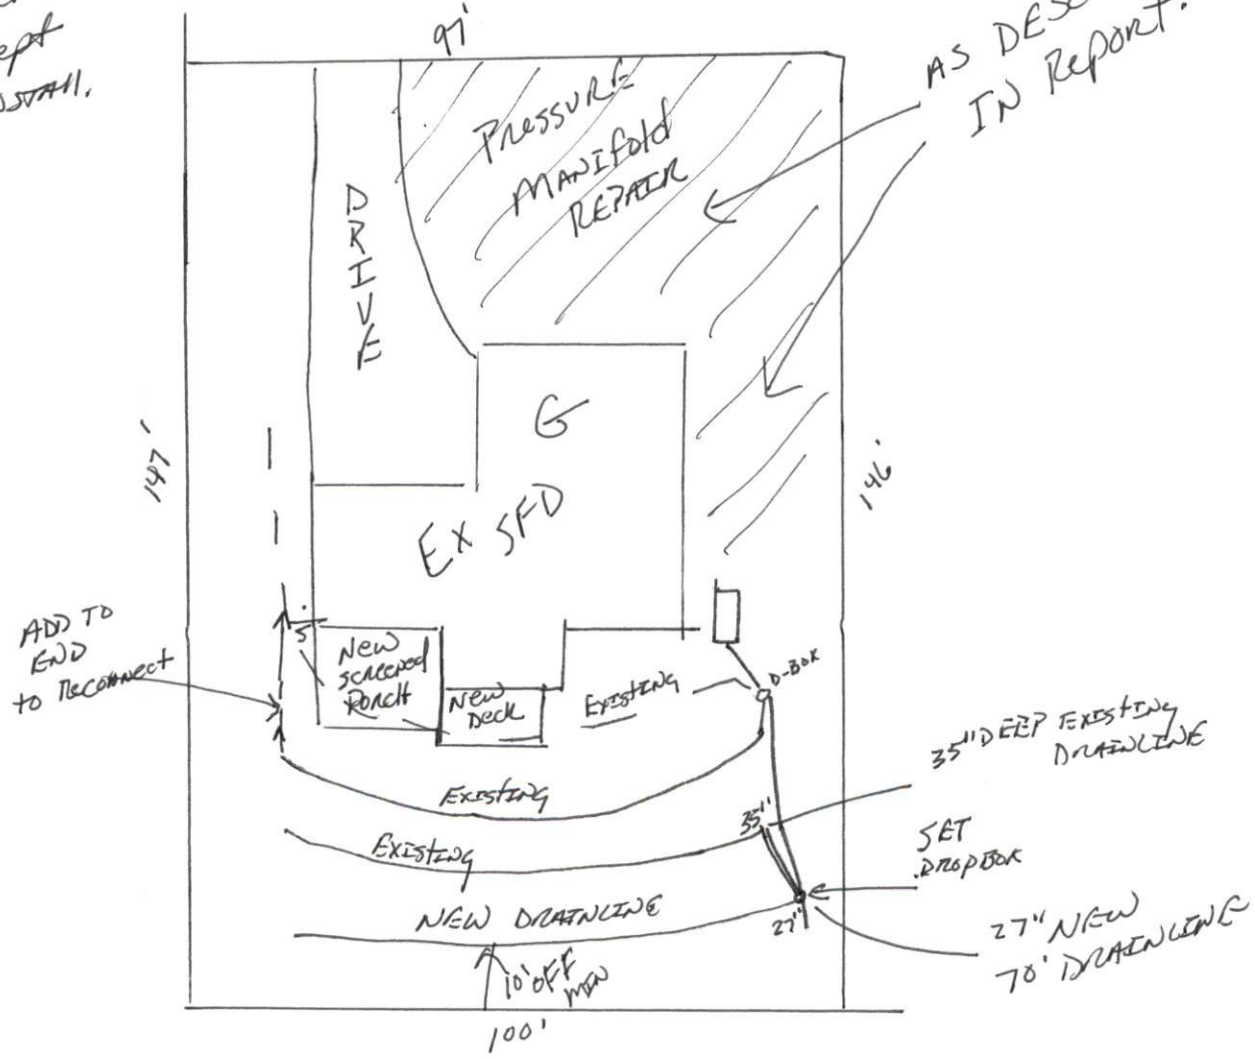 97'
STALL.
AS
IN Report.
Pressure
MANIfold
REPAIR
DRIVE
G
147'
146'
Ex SFD
ADD TO
END
to reconnect
5'
New
Screened
Porch
New
Deck
Existing
D-Box
35" DEEP Existing
DRAINLINE
Existing
35"
Existing
SET
DROPBOX
NEW DRAINLINE
27"
27" NEW
70' DRAINLINE
10' OFF
MIN
100'